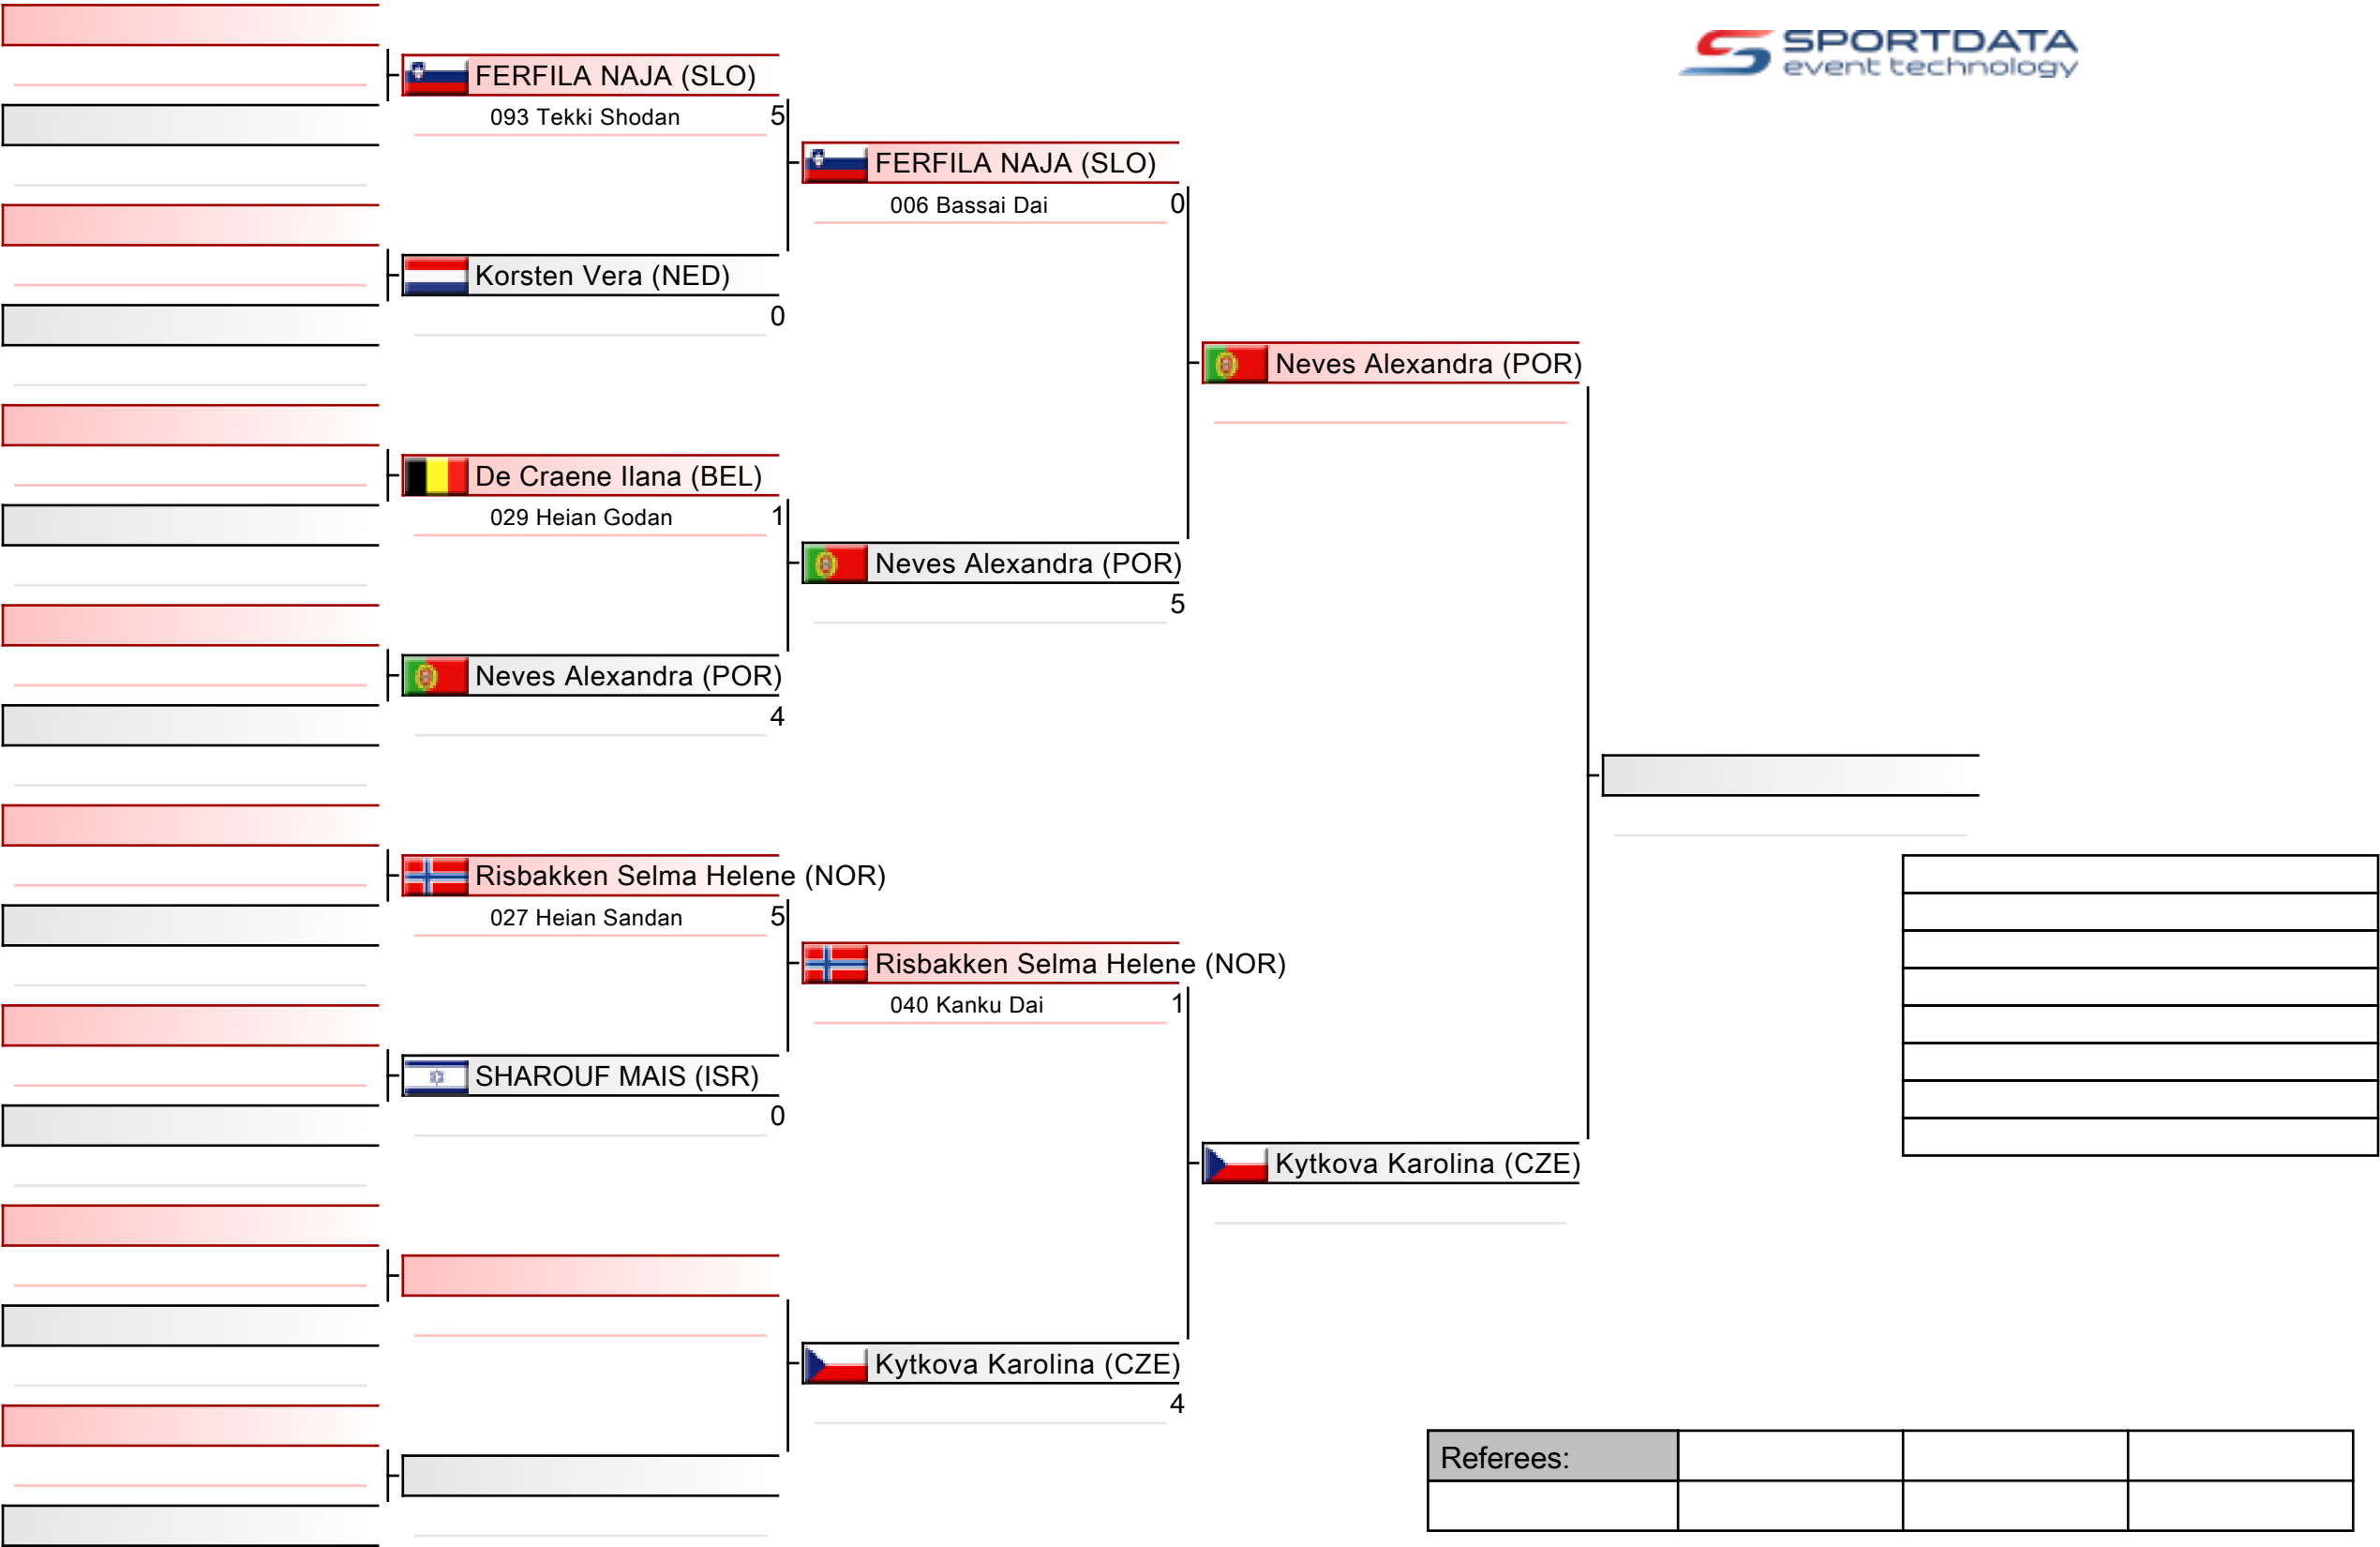 SPORTDATA
event technology
FERFILA NAJA (SLO)
093 Tekki Shodan 5
Korsten Vera (NED)
0
De Craene Ilana (BEL)
029 Heian Godan 1
Neves Alexandra (POR)
4
Risbakken Selma Helene (NOR)
027 Heian Sandan 5
SHAROUF MAIS (ISR)
0
FERFILA NAJA (SLO)
006 Bassai Dai 0
Neves Alexandra (POR)
5
Risbakken Selma Helene (NOR)
040 Kanku Dai 1
Kytkova Karolina (CZE)
4
Neves Alexandra (POR)
Kytkova Karolina (CZE)
Referees: